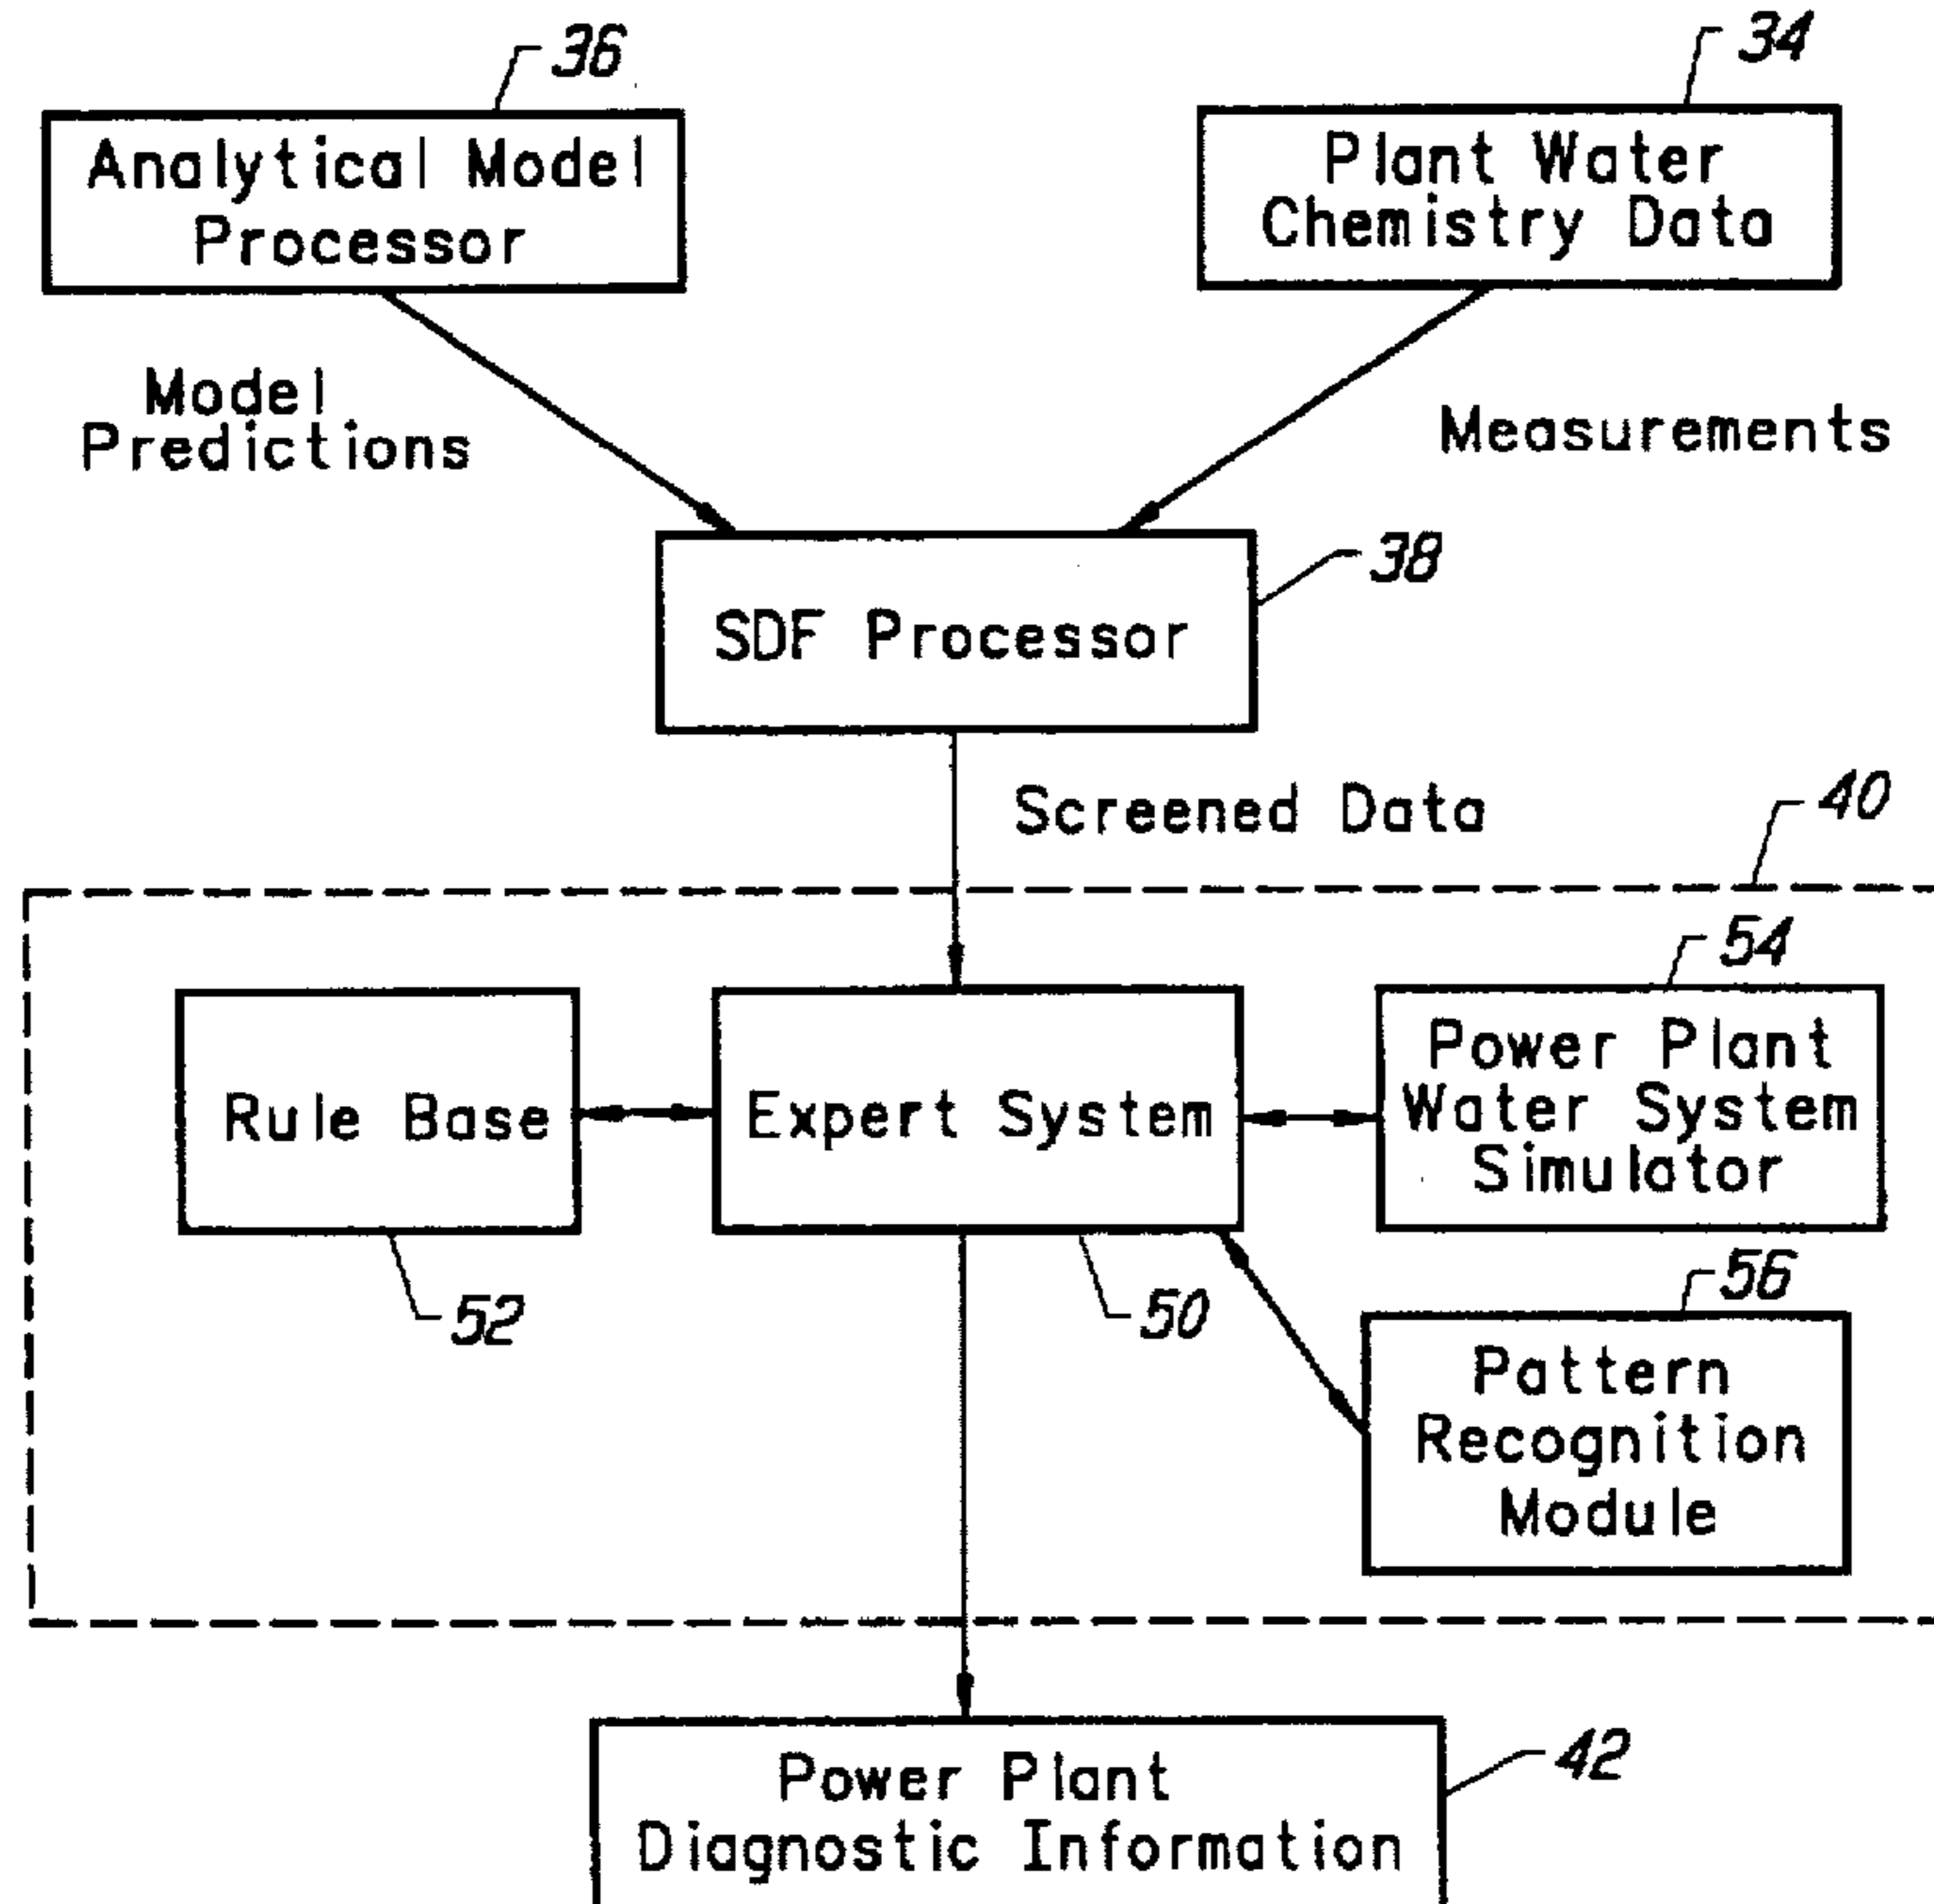 36
34
Analytical Model
Processor
Plant Water
Chemistry Data
Model
Predictions
Measurements
38
SDF Processor
Screened Data
40
54
Rule Base
Expert System
Power Plant
Water System
Simulator
52
50
56
Pattern
Recognition
Module
42
Power Plant
Diagnostic Information